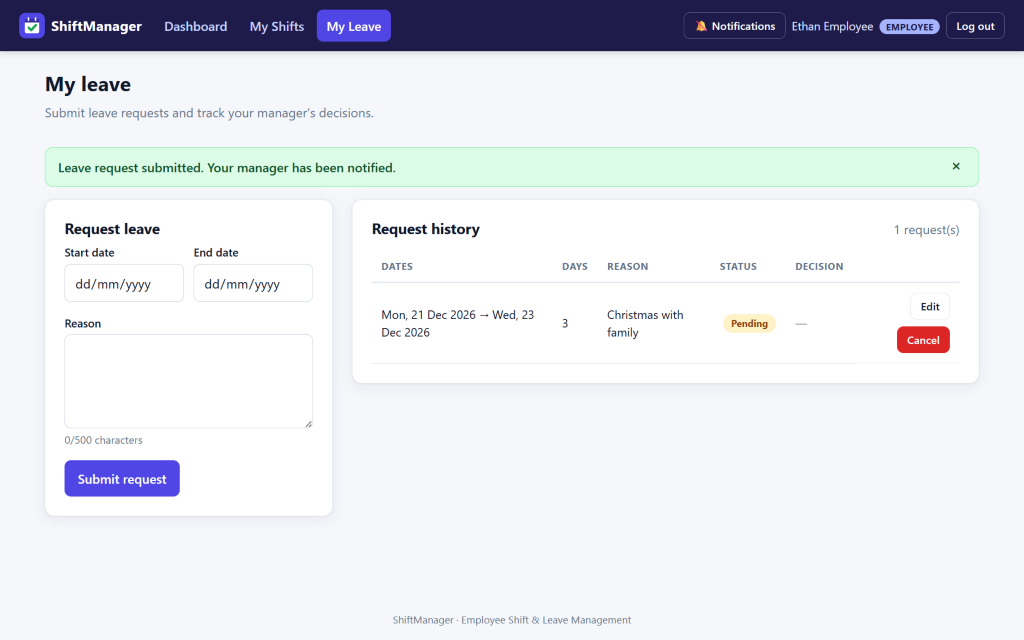 ShiftManager Dashboard My Shifts My Leave Notifications Ethan Employee EMPLOYEE Log out
My leave
Submit leave requests and track your manager's decisions.
Leave request submitted. Your manager has been notified. ×
Request leave
Start date End date
dd/mm/yyyy dd/mm/yyyy
Reason
0/500 characters
Submit request
Request history 1 request(s)
DATES DAYS REASON STATUS DECISION
Mon, 21 Dec 2026 → Wed, 23
Dec 2026
3
Christmas with
family
Pending
—
Edit
Cancel
ShiftManager · Employee Shift & Leave Management